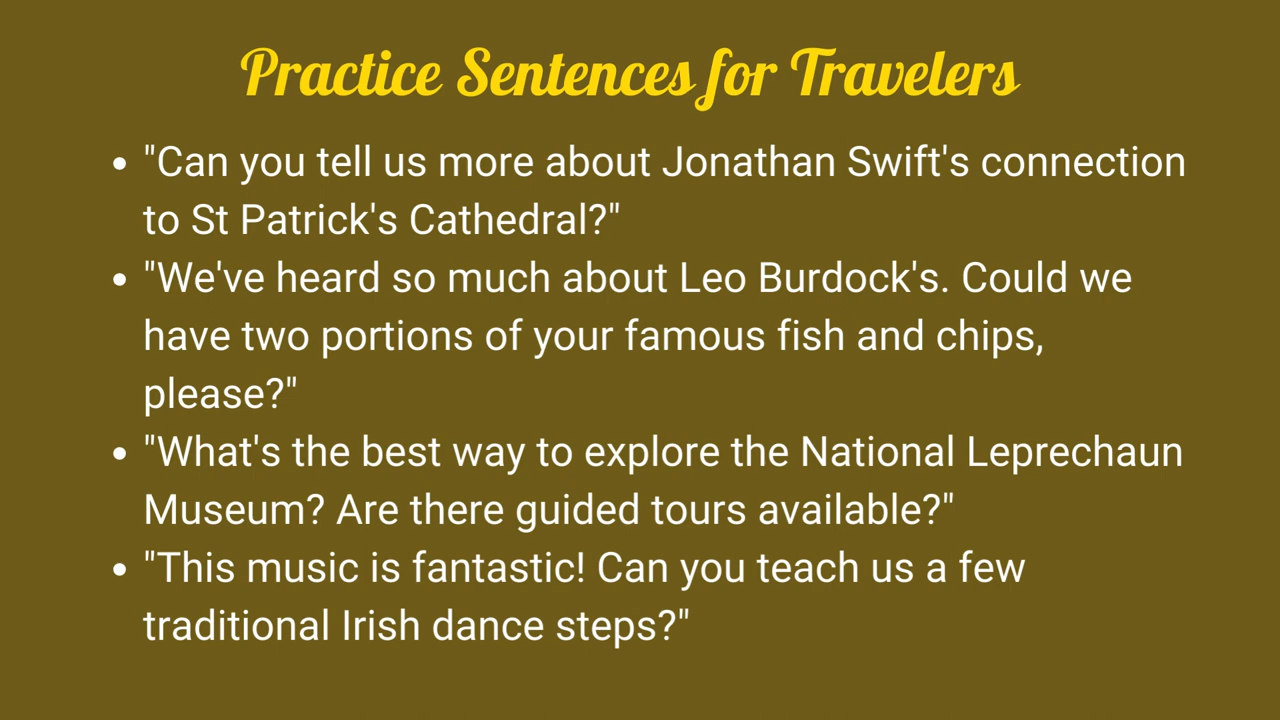 Practice Sentences for Travelers
• "Can you tell us more about Jonathan Swift's connection
to St Patrick's Cathedral?"
• "We've heard so much about Leo Burdock's. Could we
have two portions of your famous fish and chips,
please?"
• "What's the best way to explore the National Leprechaun
Museum? Are there guided tours available?"
• "This music is fantastic! Can you teach us a few
traditional Irish dance steps?"